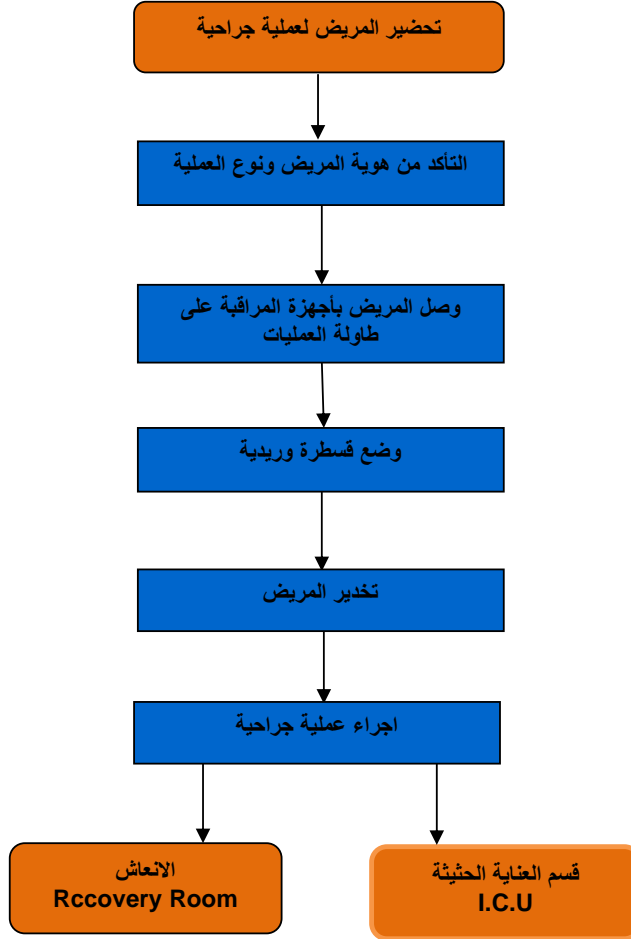 تحضير المريض لعملية جراحية
التأكد من هوية المريض ونوع العملية
وصل المريض بأجهزة المراقبة على
طاولة العمليات
وضع قسطرة وريدية
تخدير المريض
اجراء عملية جراحية
الانعاش
Rccovery Room
قسم العناية الحثيثة
I.C.U